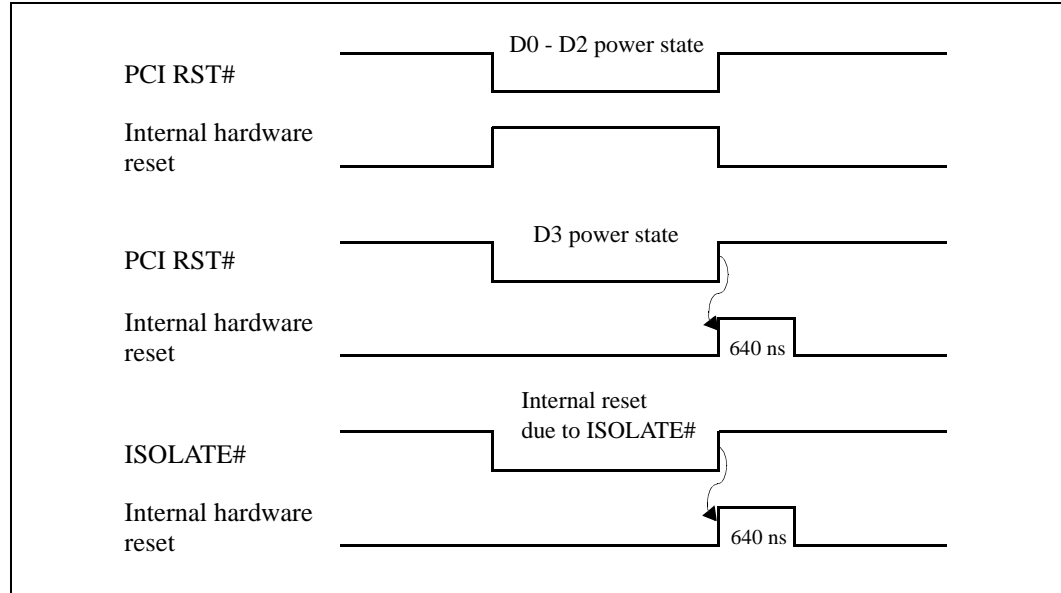 D0 - D2 power state
PCI RST#
Internal hardware
reset
D3 power state
PCI RST#
Internal hardware
reset
640 ns
Internal reset
due to ISOLATE#
ISOLATE#
Internal hardware
reset
640 ns